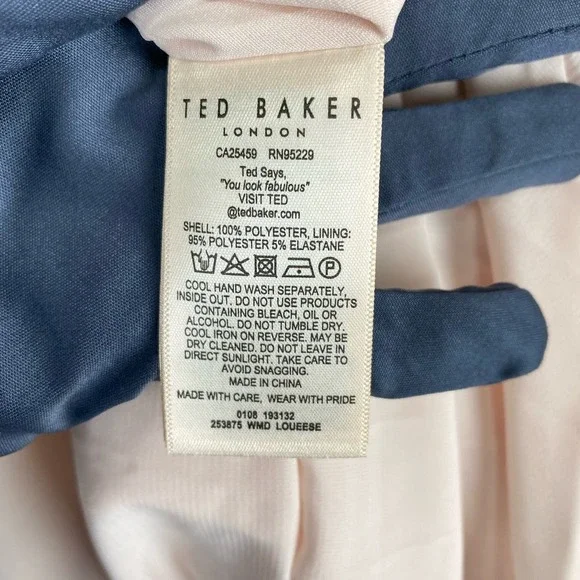 TED BAKER
LONDON
CA25459 RN95229
Ted Says,
"You look fabulous"
VISIT TED
@tedbaker.com
SHELL: 100% POLYESTER, LINING:
95% POLYESTER 5% ELASTANE
P
COOL HAND WASH SEPARATELY,
INSIDE OUT. DO NOT USE PRODUCTS
CONTAINING BLEACH, OIL OR
ALCOHOL. DO NOT TUMBLE DRY.
COOL IRON ON REVERSE. MAY BE
DRY CLEANED. DO NOT LEAVE IN
DIRECT SUNLIGHT. TAKE CARE TO
AVOID SNAGGING.
MADE IN CHINA
MADE WITH CARE, WEAR WITH PRIDE
0108 193132
253875 WMD LOUEESE